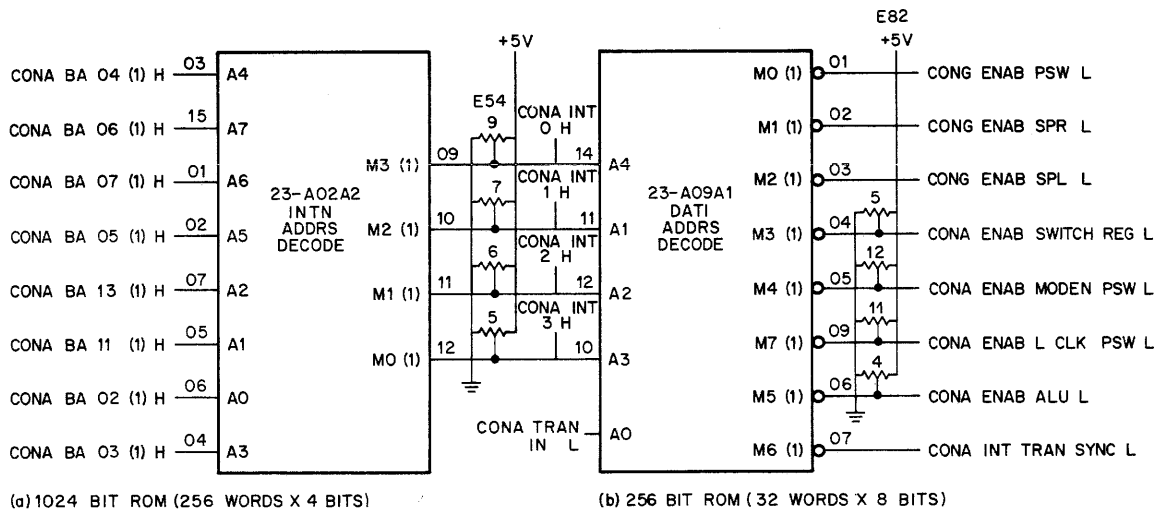 E82
+5V
+5V
CONA BA 04 (1) H 03 A4
CONA BA 06 (1) H 15 A7
CONA BA 07 (1) H 01 A6
CONA BA 05 (1) H 02 A5
CONA BA 13 (1) H 07 A2
CONA BA 11 (1) H 05 A1
CONA BA 02 (1) H 06 A0
CONA BA 03 (1) H 04 A3
23-A02A2
INTN
ADDRS
DECODE
M3 (1) 09
M2 (1) 10
M1 (1) 11
M0 (1) 12
E54
9
7
6
5
CONA INT
0 H
CONA INT
1 H
CONA INT
2 H
CONA INT
3 H
14 A4
11 A1
12 A2
10 A3
CONA TRAN
IN L
A0
23-A09A1
DATI
ADDRS
DECODE
M0 (1) 01 CONG ENAB PSW L
M1 (1) 02 CONG ENAB SPR L
M2 (1) 03 CONG ENAB SPL L
5
M3 (1) 04 CONA ENAB SWITCH REG L
12
M4 (1) 05 CONA ENAB MODEN PSW L
11
M7 (1) 09 CONA ENAB L CLK PSW L
4
M5 (1) 06 CONA ENAB ALU L
M6 (1) 07 CONA INT TRAN SYNC L
(a) 1024 BIT ROM (256 WORDS X 4 BITS)
(b) 256 BIT ROM (32 WORDS X 8 BITS)